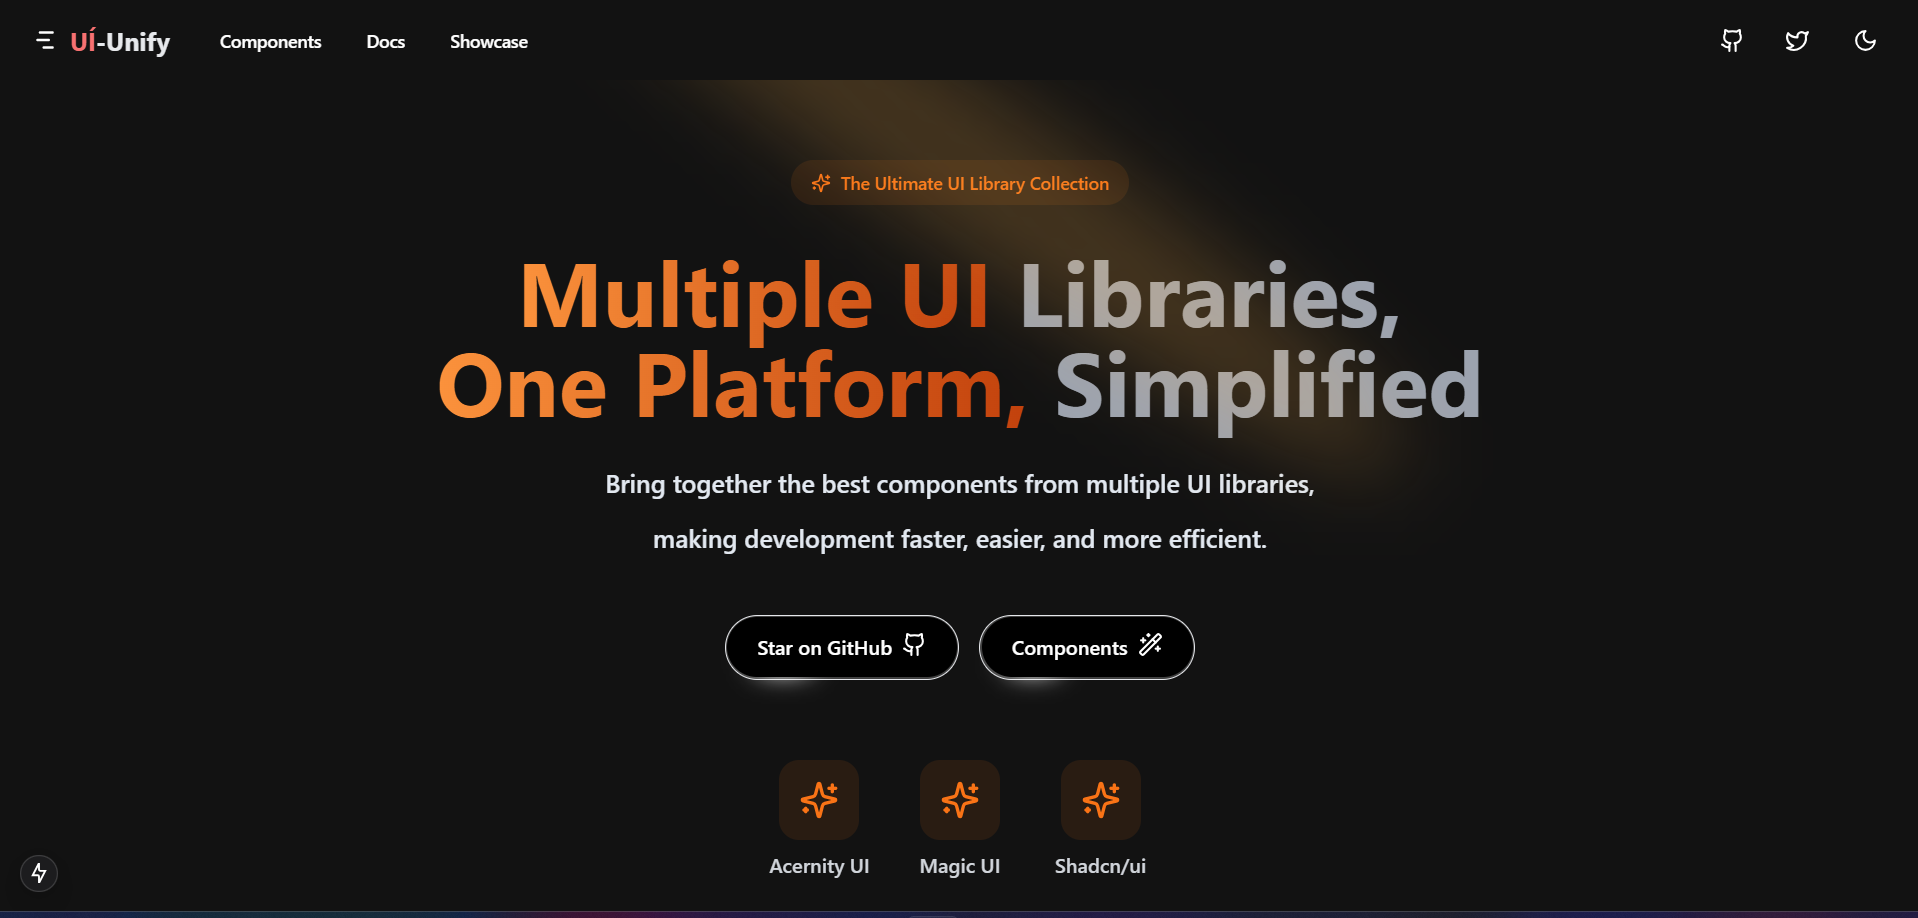 UÍ-Unify
Components
Docs
Showcase
The Ultimate UI Library Collection
Multiple UI Libraries,
One Platform, Simplified
Bring together the best components from multiple UI libraries,
making development faster, easier, and more efficient.
Star on GitHub
Components
Acernity UI
Magic UI
Shadcn/ui